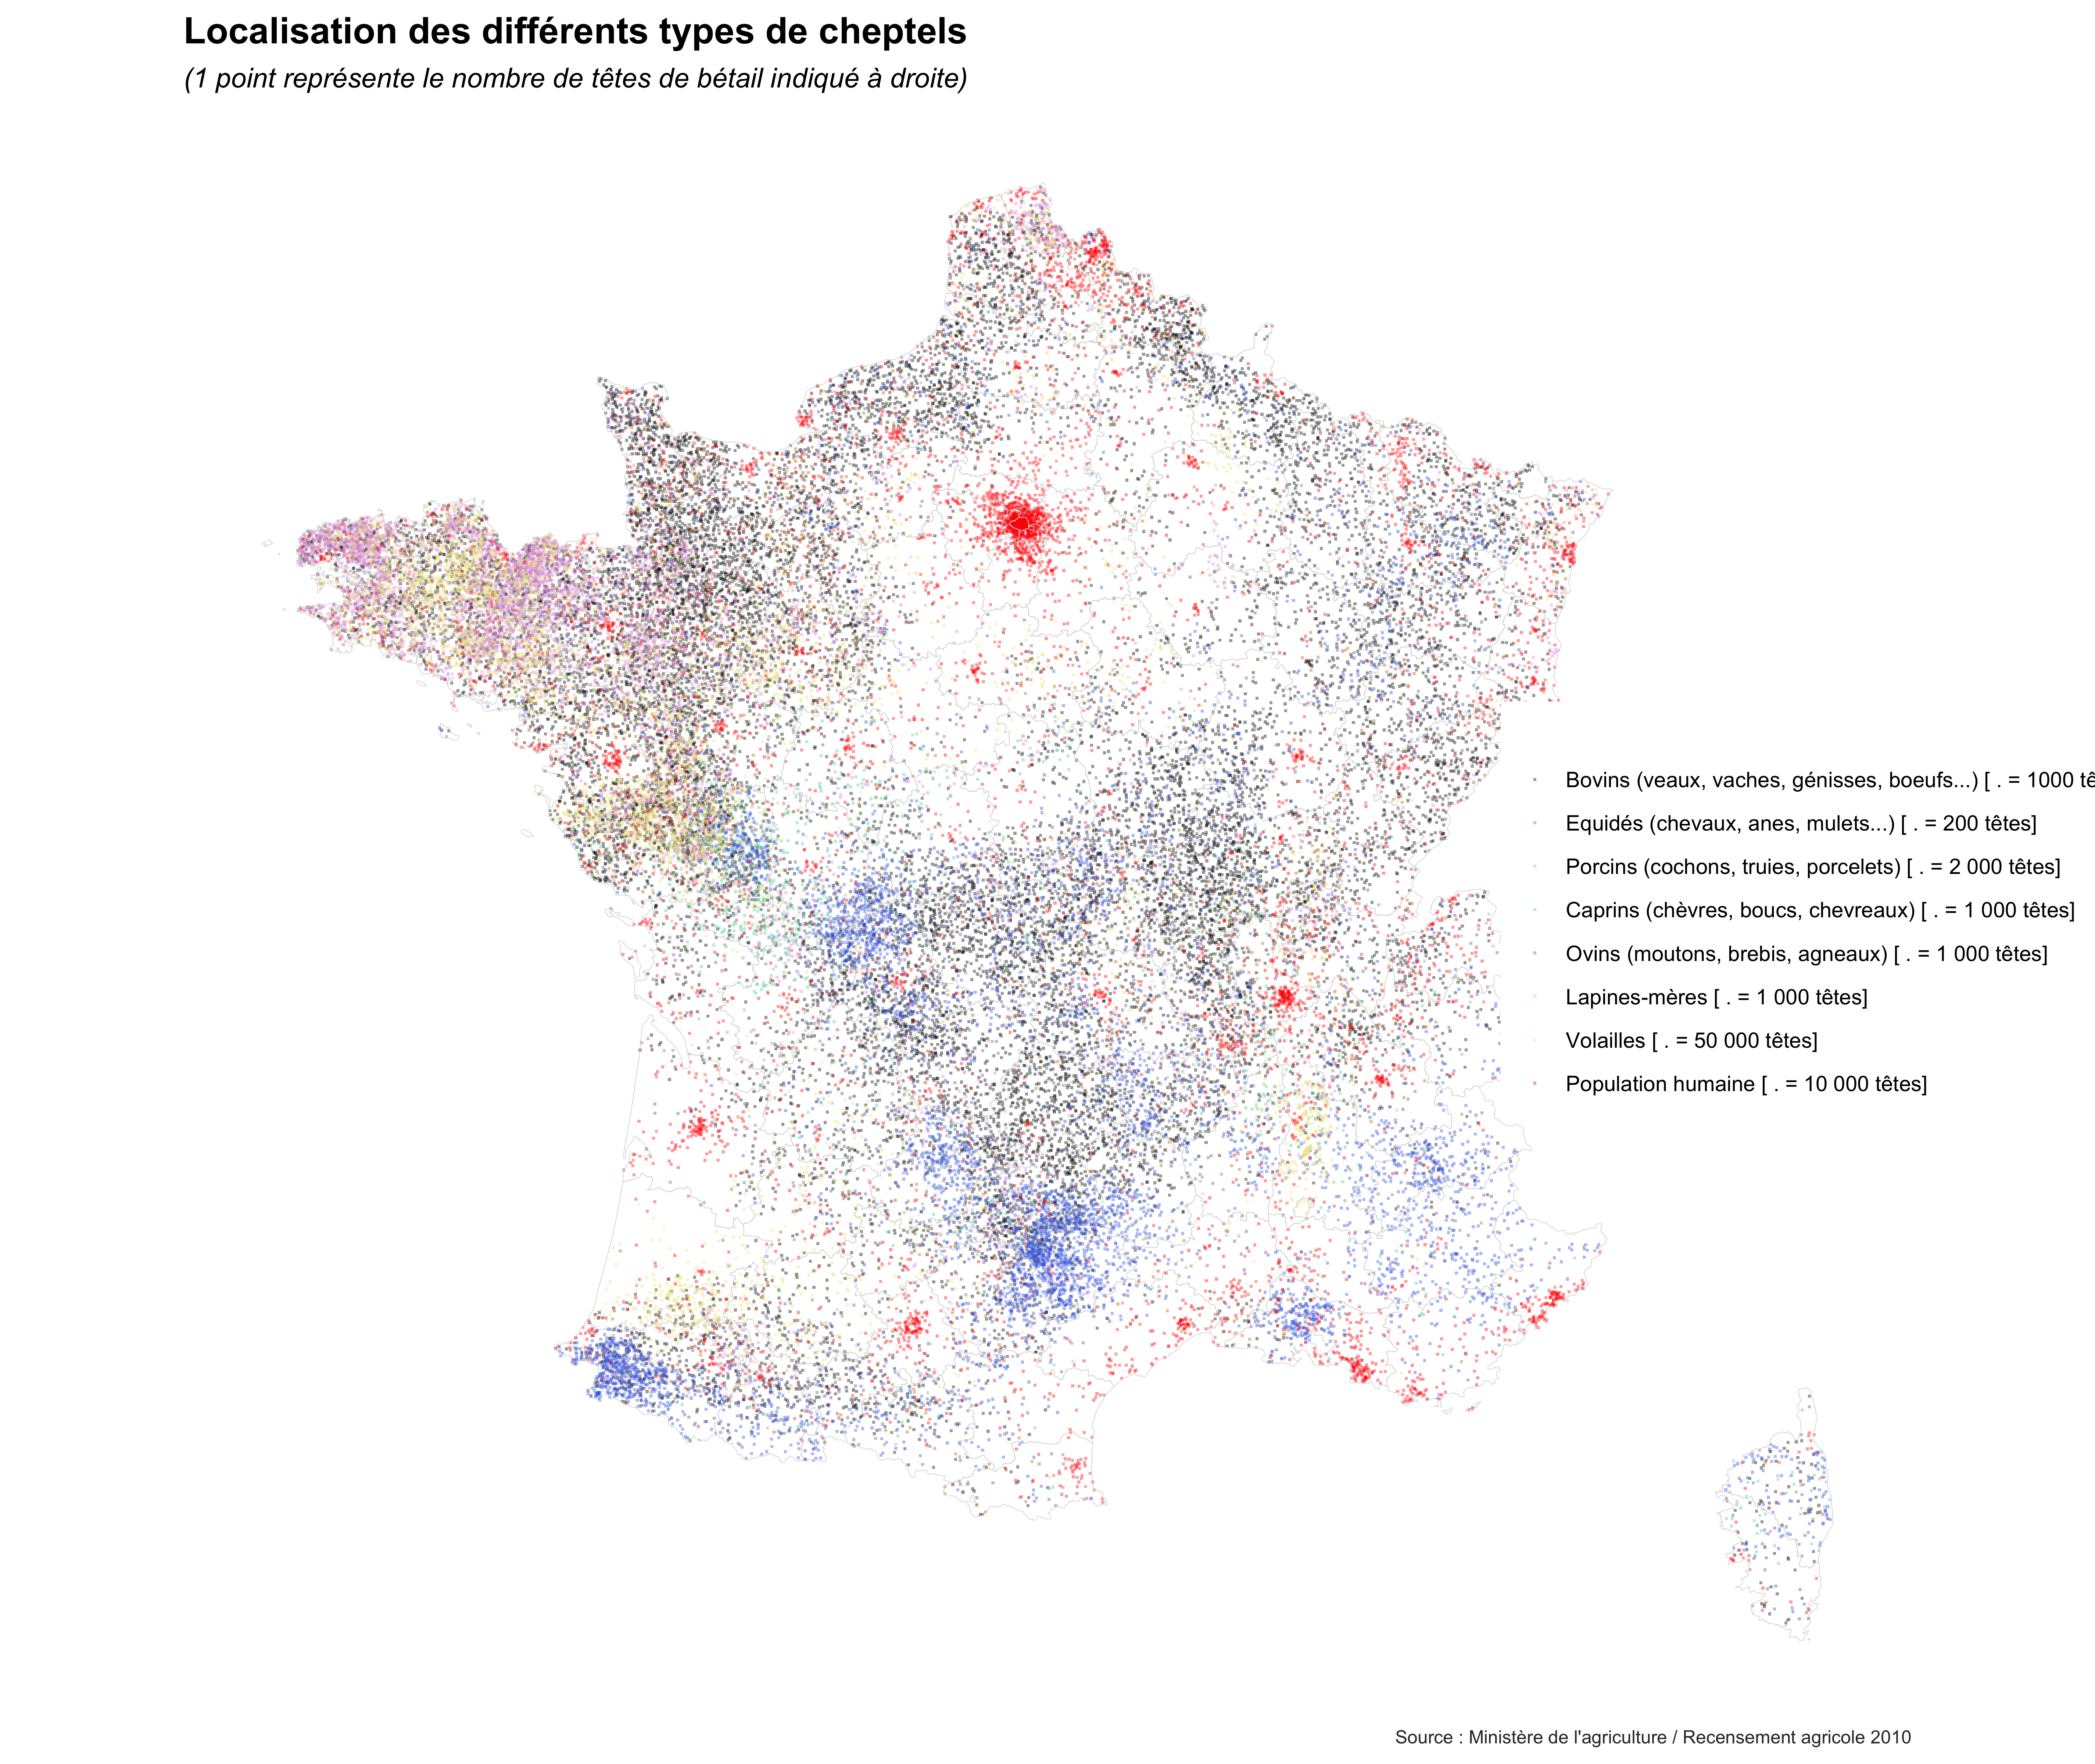 Localisation des différents types de cheptels
(1 point représente le nombre de têtes de bétail indiqué à droite)
Bovins (veaux, vaches, génisses, boeufs...) [ . = 1000 tê
Equidés (chevaux, anes, mulets...) [ . = 200 têtes]
Porcins (cochons, truies, porcelets) [ . = 2 000 têtes]
Caprins (chèvres, boucs, chevreaux) [ . = 1 000 têtes]
Ovins (moutons, brebis, agneaux) [ . = 1 000 têtes]
Lapines-mères [ . = 1 000 têtes]
Volailles [ . = 50 000 têtes]
Population humaine [ . = 10 000 têtes]
Source : Ministère de l'agriculture / Recensement agricole 2010